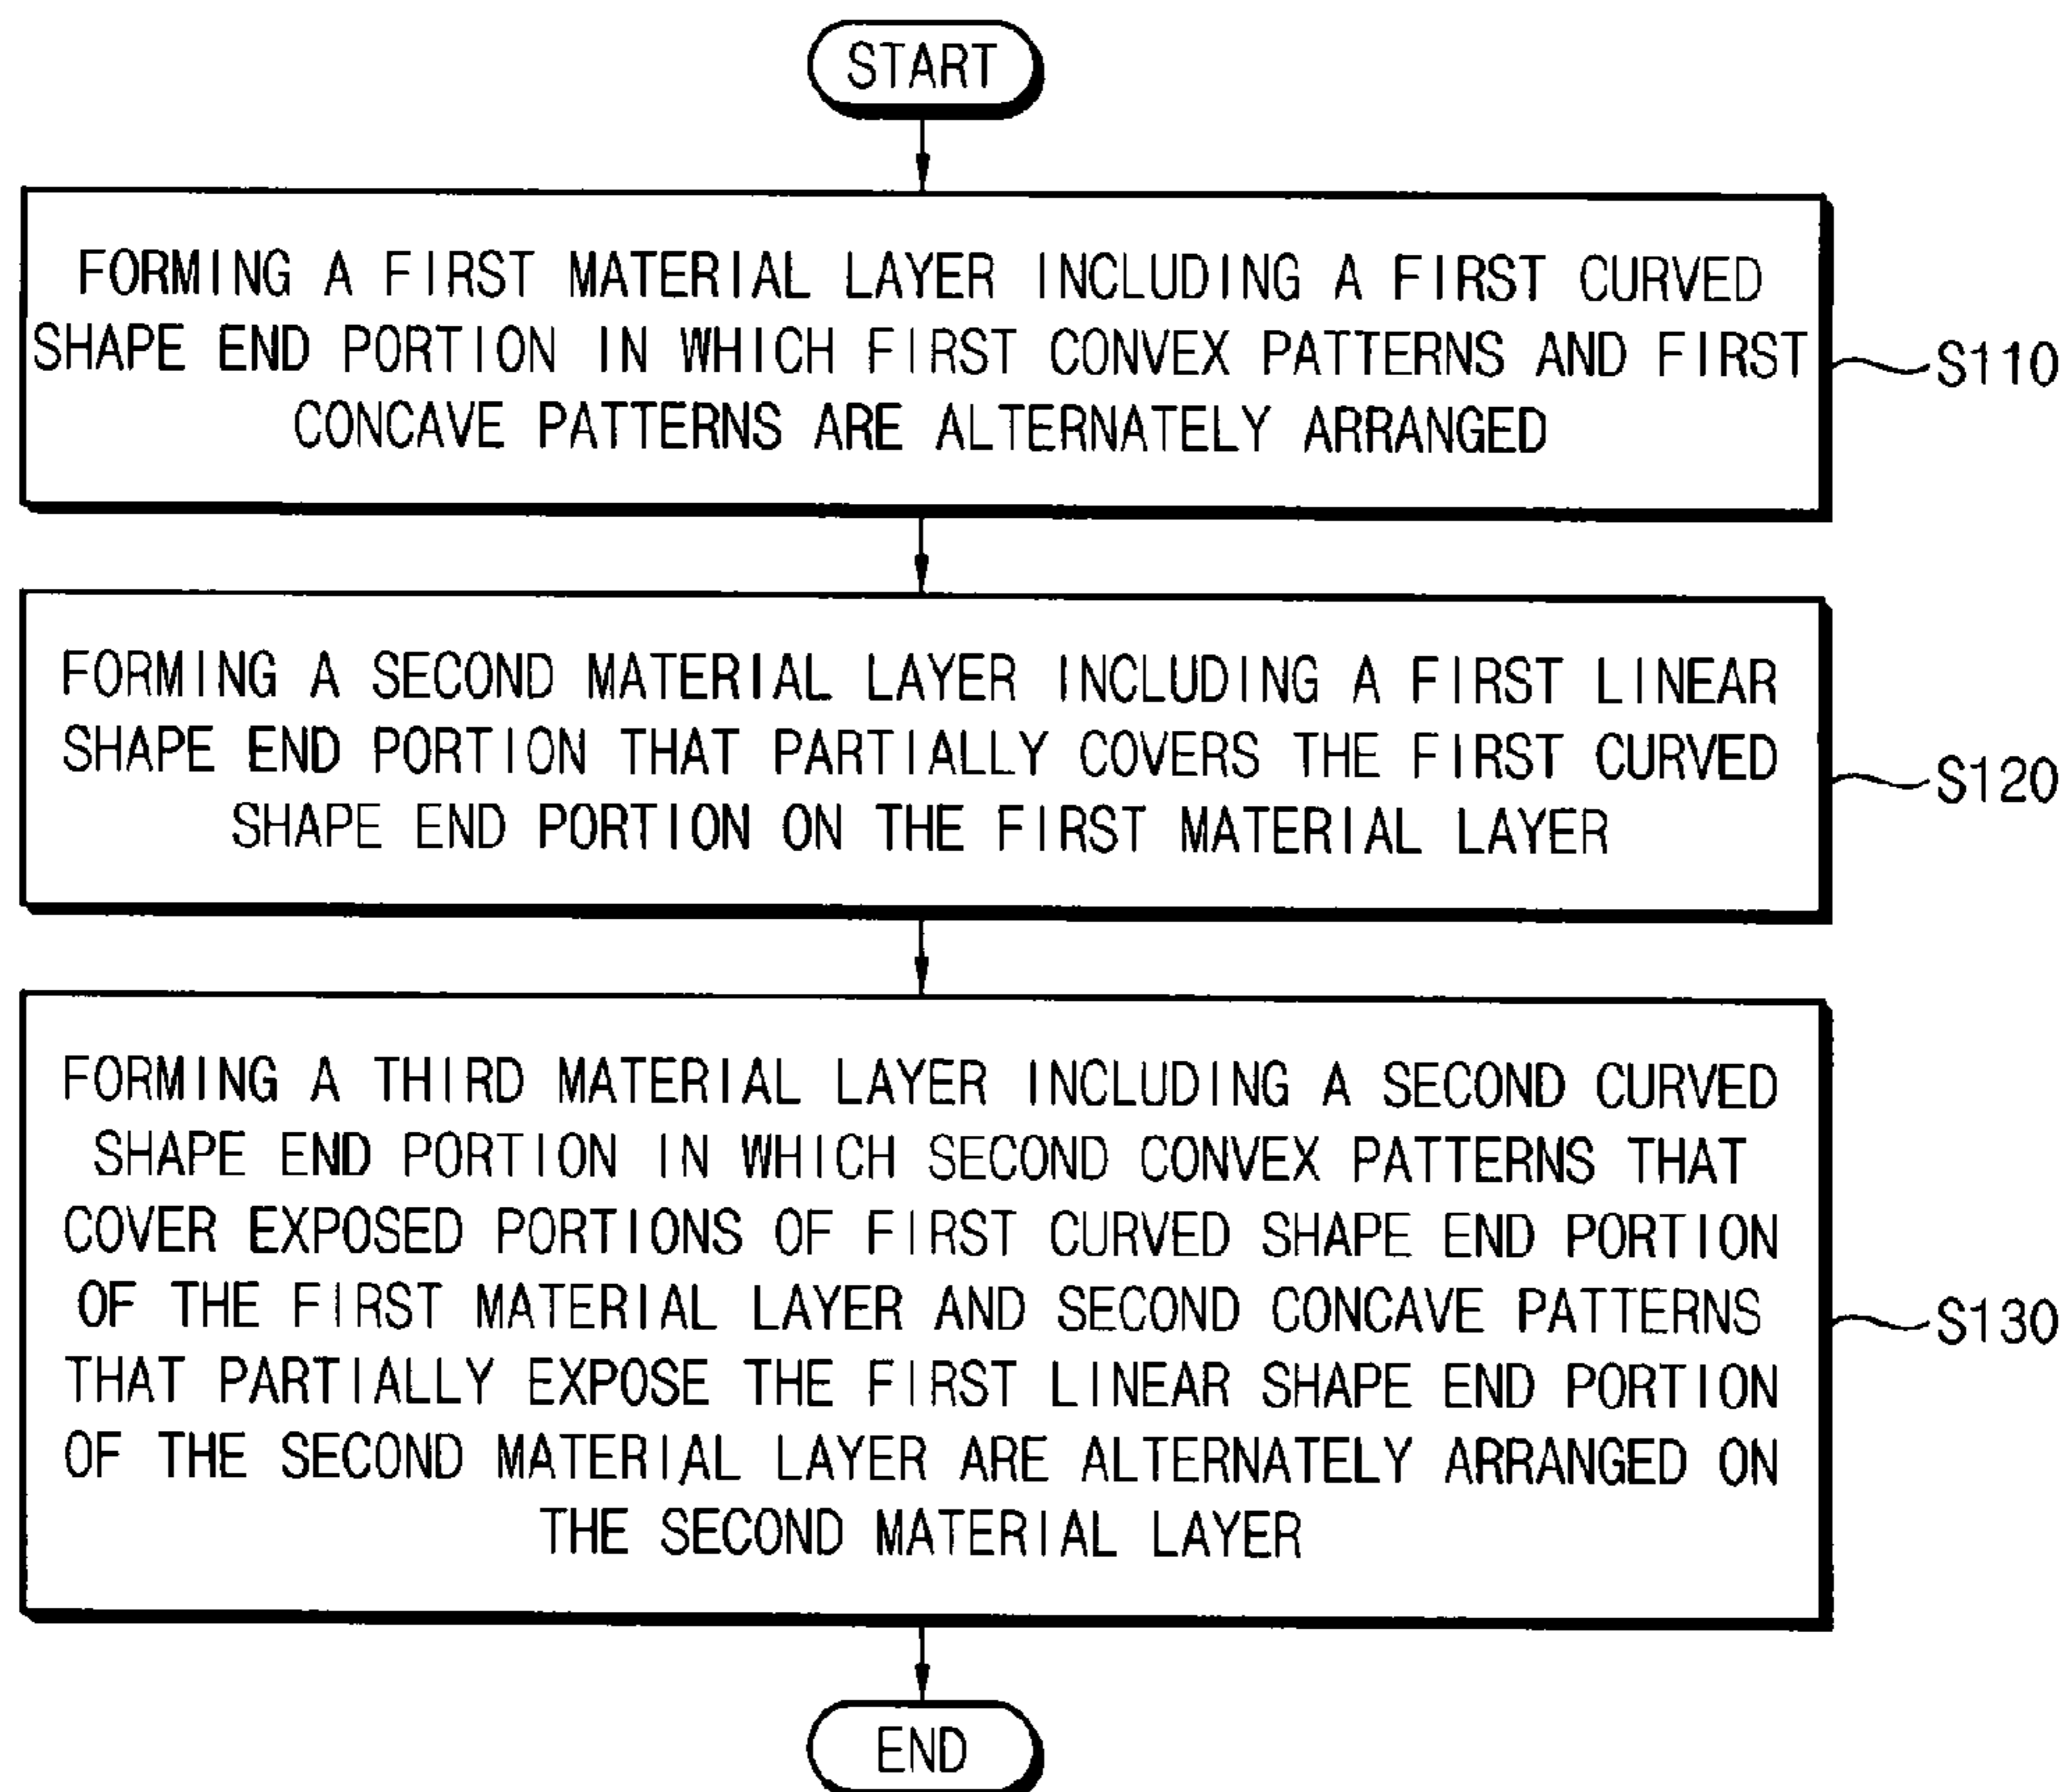 START
FORMING A FIRST MATERIAL LAYER INCLUDING A FIRST CURVED
SHAPE END PORTION IN WHICH FIRST CONVEX PATTERNS AND FIRST
CONCAVE PATTERNS ARE ALTERNATELY ARRANGED
S110
FORMING A SECOND MATERIAL LAYER INCLUDING A FIRST LINEAR
SHAPE END PORTION THAT PARTIALLY COVERS THE FIRST CURVED
SHAPE END PORTION ON THE FIRST MATERIAL LAYER
S120
FORMING A THIRD MATERIAL LAYER INCLUDING A SECOND CURVED
SHAPE END PORTION IN WHICH SECOND CONVEX PATTERNS THAT
COVER EXPOSED PORTIONS OF FIRST CURVED SHAPE END PORTION
OF THE FIRST MATERIAL LAYER AND SECOND CONCAVE PATTERNS
THAT PARTIALLY EXPOSE THE FIRST LINEAR SHAPE END PORTION
OF THE SECOND MATERIAL LAYER ARE ALTERNATELY ARRANGED ON
THE SECOND MATERIAL LAYER
S130
END